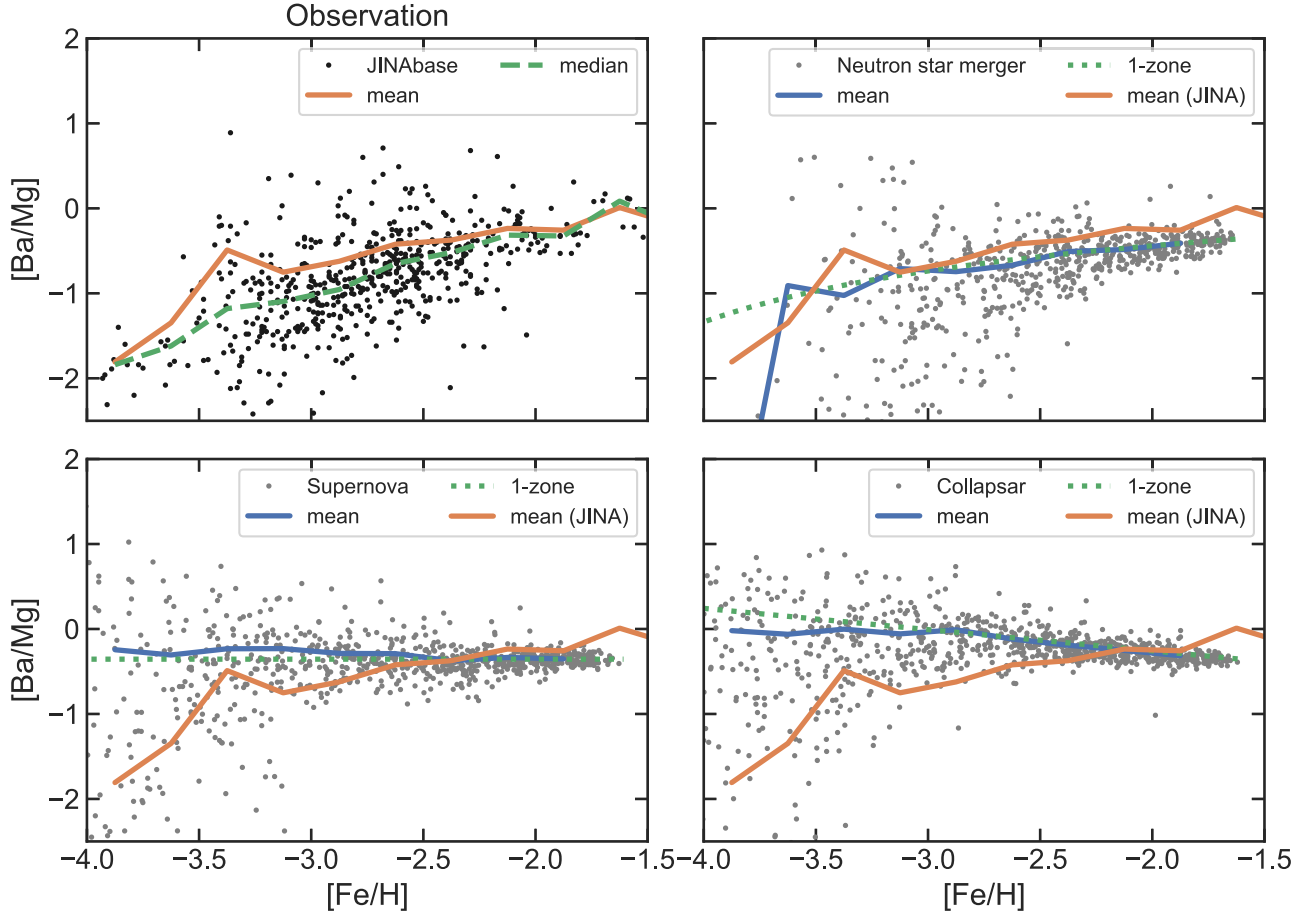 Observation
2
1
0
−1
−2
[Ba/Mg]
JINAbase
median
mean
Neutron star merger
1-zone
mean
mean (JINA)
2
1
0
−1
−2
[Ba/Mg]
Supernova
1-zone
mean
mean (JINA)
Collapsar
1-zone
mean
mean (JINA)
−4.0 −3.5 −3.0 −2.5 −2.0 −1.5
−4.0 −3.5 −3.0 −2.5 −2.0 −1.5
[Fe/H]
[Fe/H]